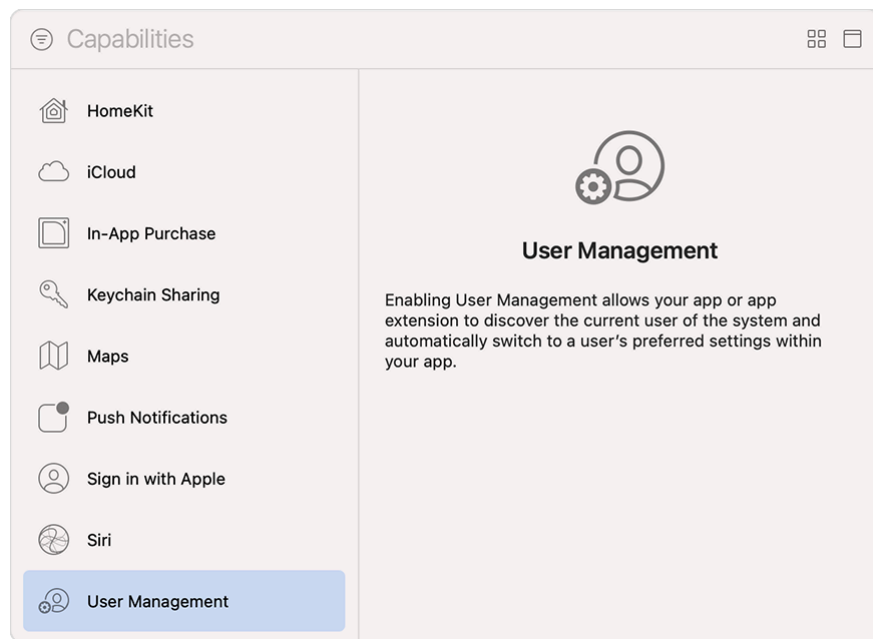 Capabilities
HomeKit
iCloud
In-App Purchase
Keychain Sharing
Maps
Push Notifications
Sign in with Apple
Siri
User Management
User Management
Enabling User Management allows your app or app
extension to discover the current user of the system and
automatically switch to a user’s preferred settings within
your app.